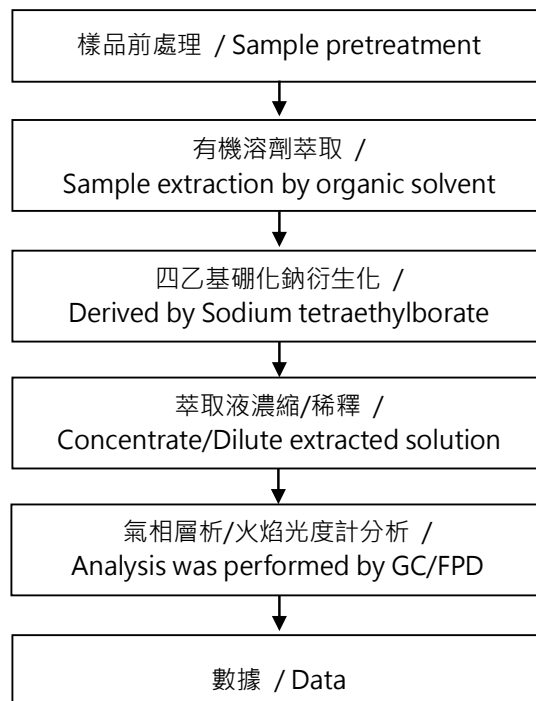 樣品前處理 / Sample pretreatment
有機溶劑萃取 /
Sample extraction by organic solvent
四乙基硼化鈉衍生化 /
Derived by Sodium tetraethylborate
萃取液濃縮/稀釋 /
Concentrate/Dilute extracted solution
氣相層析/火焰光度計分析 /
Analysis was performed by GC/FPD
數據 / Data